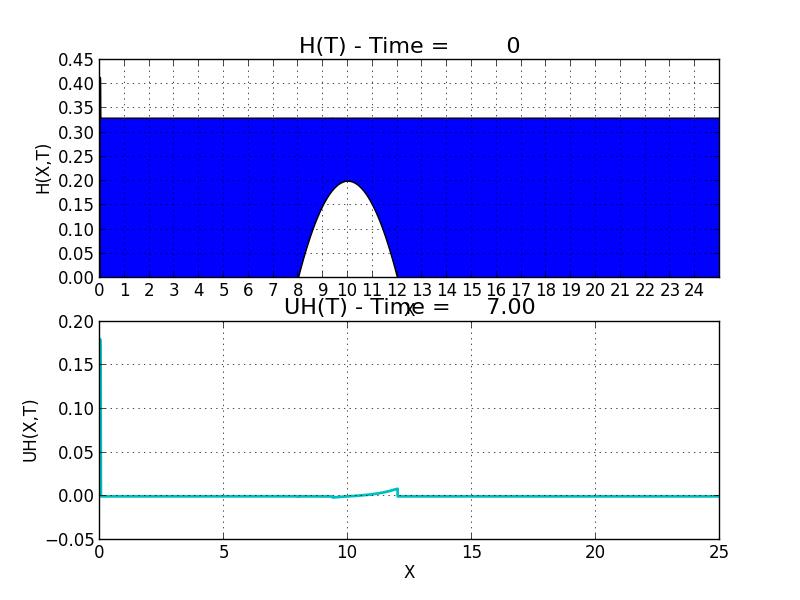 H(T) - Time = 0
0.45
0.40
0.35
0.30
0.25
0.20
0.15
0.10
0.05
0.00
H(X,T)
0 1 2 3 4 5 6 7 8 9 10 11 12 13 14 15 16 17 18 19 20 21 22 23 24
X
UH(T) - Time = 7.00
0.20
0.15
0.10
0.05
0.00
−0.05
UH(X,T)
0 5 10 15 20 25
X